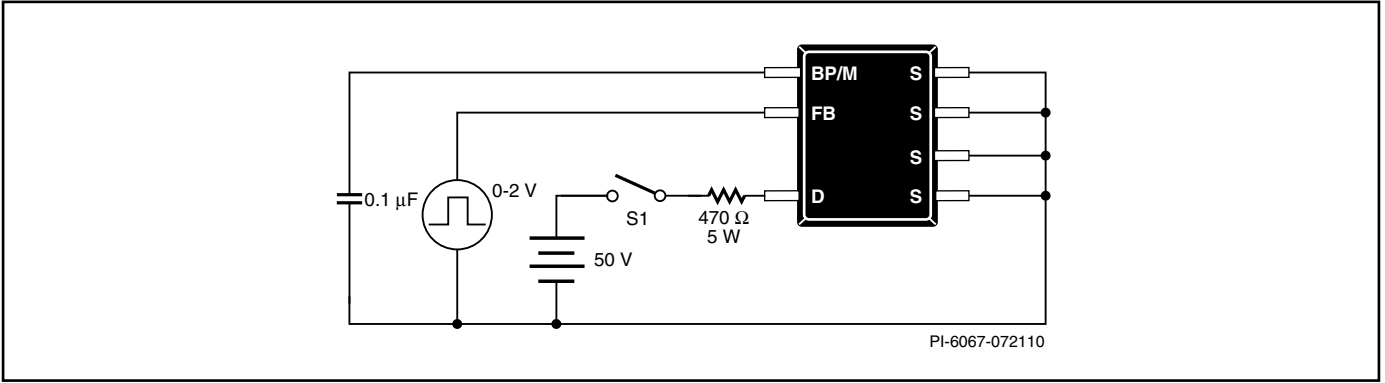 BP/M S
FB S
S
D S
0.1 µF
0-2 V
S1
470 Ω
5 W
50 V
PI-6067-072110